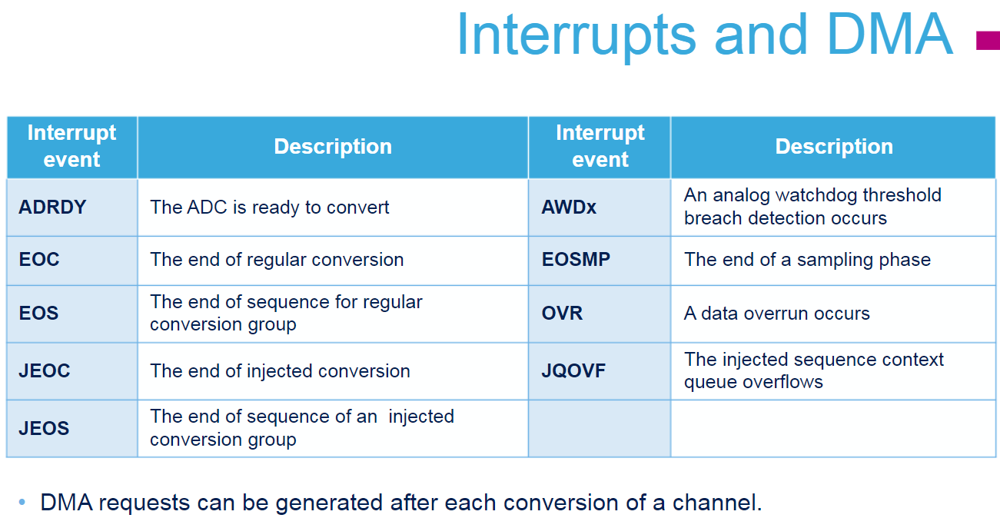 Interrupts and DMA
Interrupt
event
Description
Interrupt
event
Description
ADRDY
The ADC is ready to convert
AWDx
An analog watchdog threshold
breach detection occurs
EOC
The end of regular conversion
EOSMP
The end of a sampling phase
EOS
The end of sequence for regular
conversion group
OVR
A data overrun occurs
JEOC
The end of injected conversion
JQOVF
The injected sequence context
queue overflows
JEOS
The end of sequence of an  injected
conversion group
• DMA requests can be generated after each conversion of a channel.